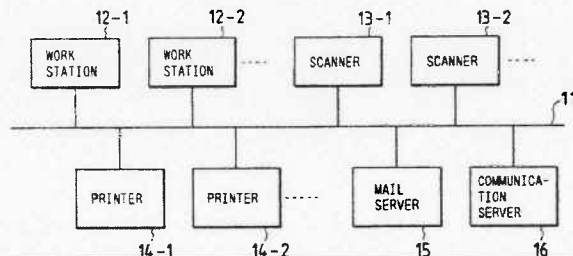 12-1
12-2
13-1
13-2
WORK
STATION
WORK
STATION
SCANNER
SCANNER
11
PRINTER
PRINTER
MAIL
SERVER
COMMUNICA-
TION
SERVER
14-1
14-2
15
16